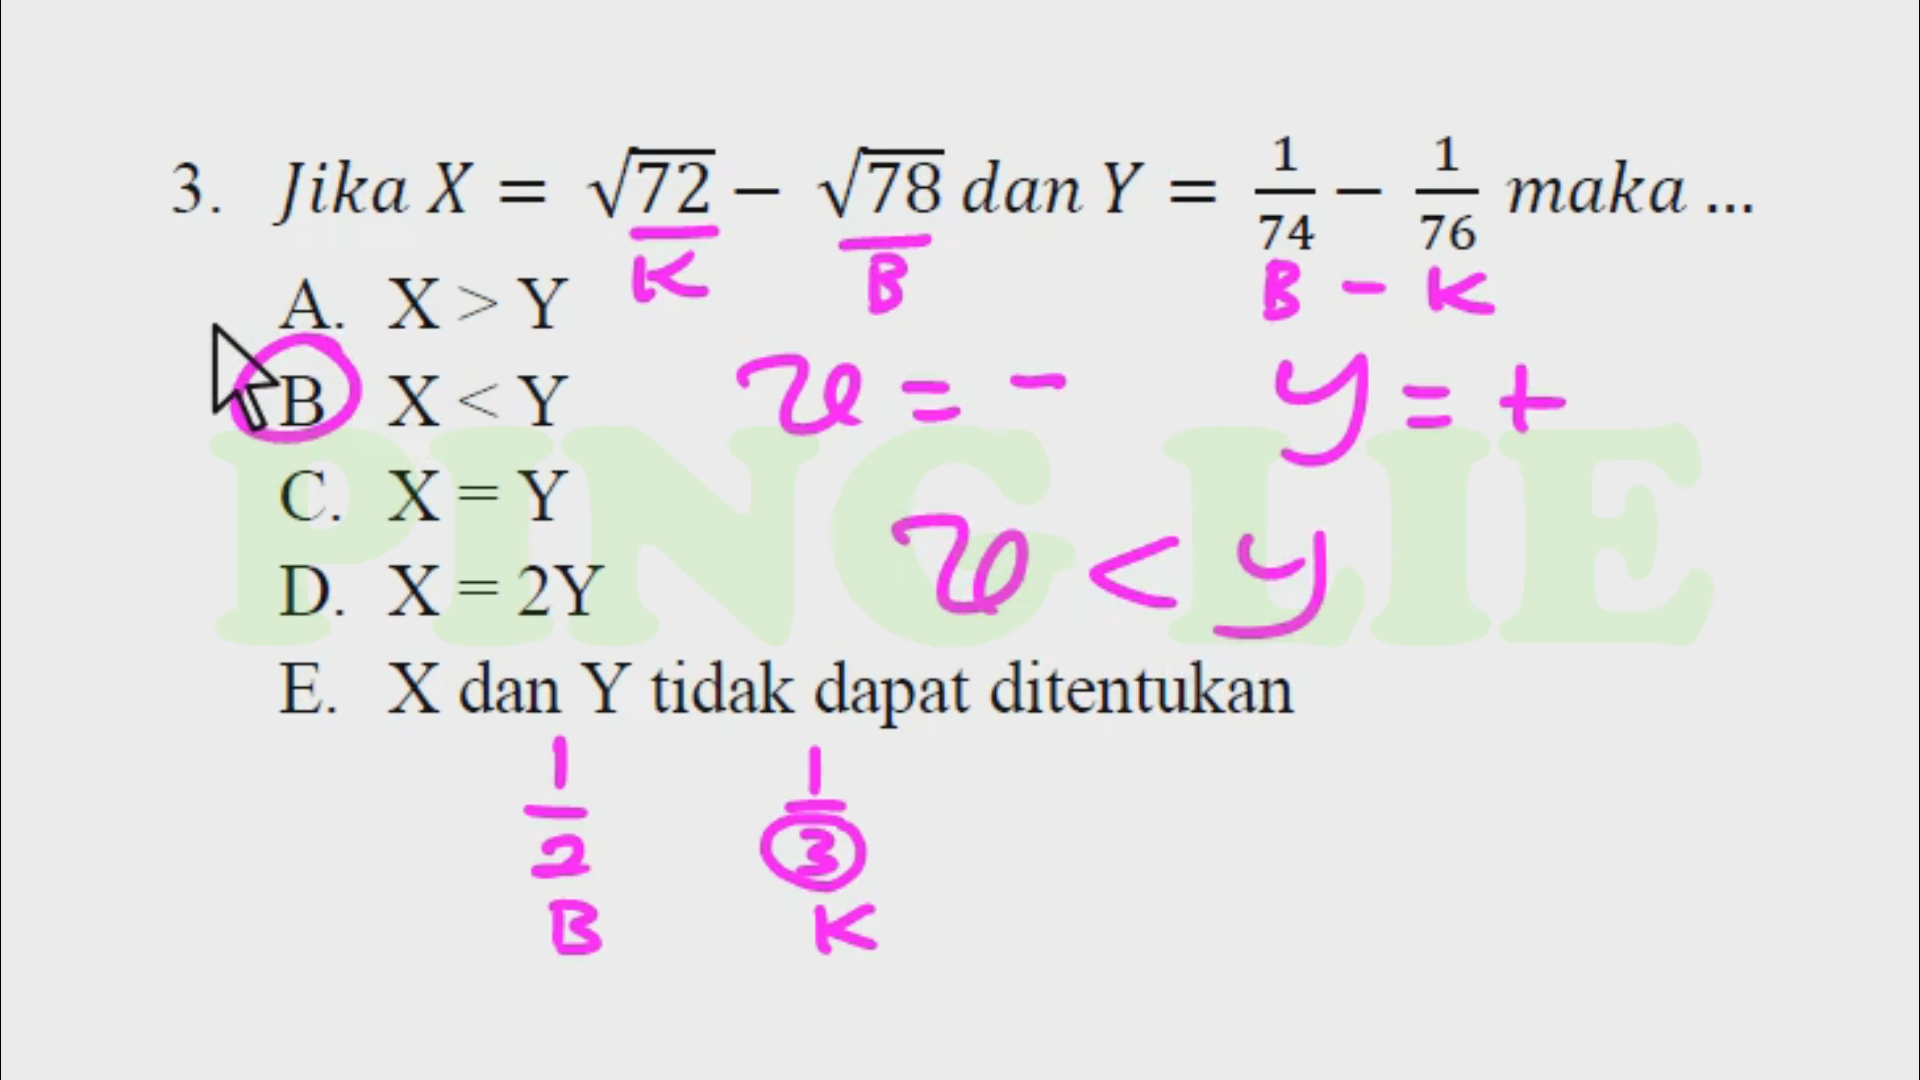 3. Jika X = √72 − √78 dan Y = 1/74 − 1/76 maka ...
K B B - K
A. X > Y
B X < Y
x = - y = +
C. X = Y
x < y
D. X = 2Y
E. X dan Y tidak dapat ditentukan
1/2 1/3
B K
PING LIE